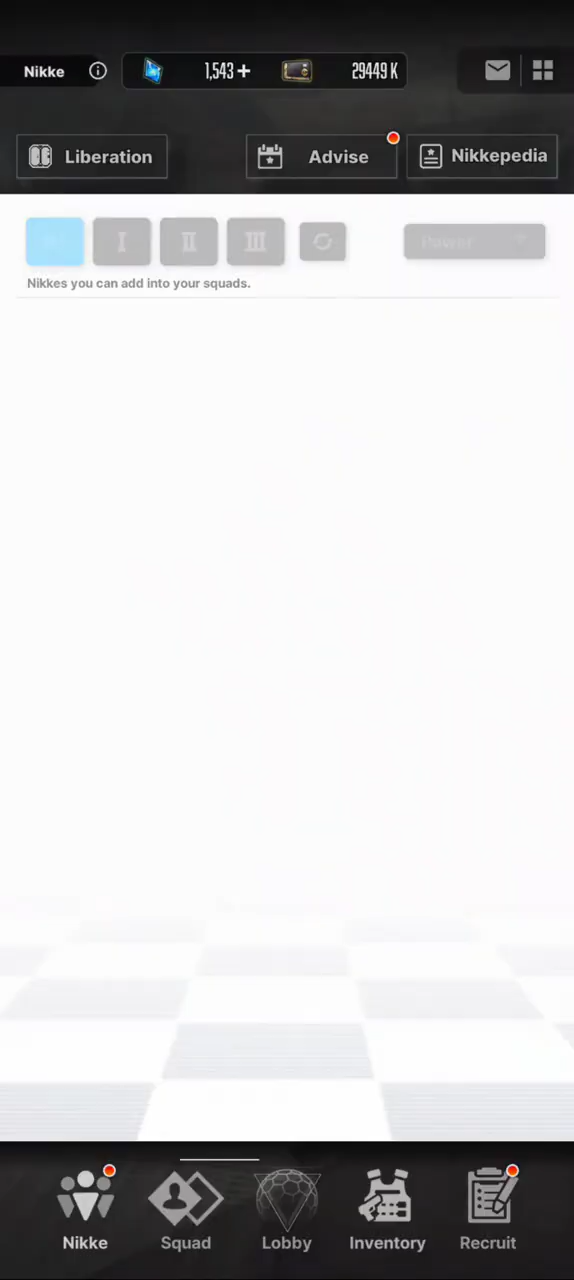 Nikke 1,543 + 29449 K
Liberation Advise Nikkepedia
I II III Power
Nikkes you can add into your squads.
Nikke Squad Lobby Inventory Recruit